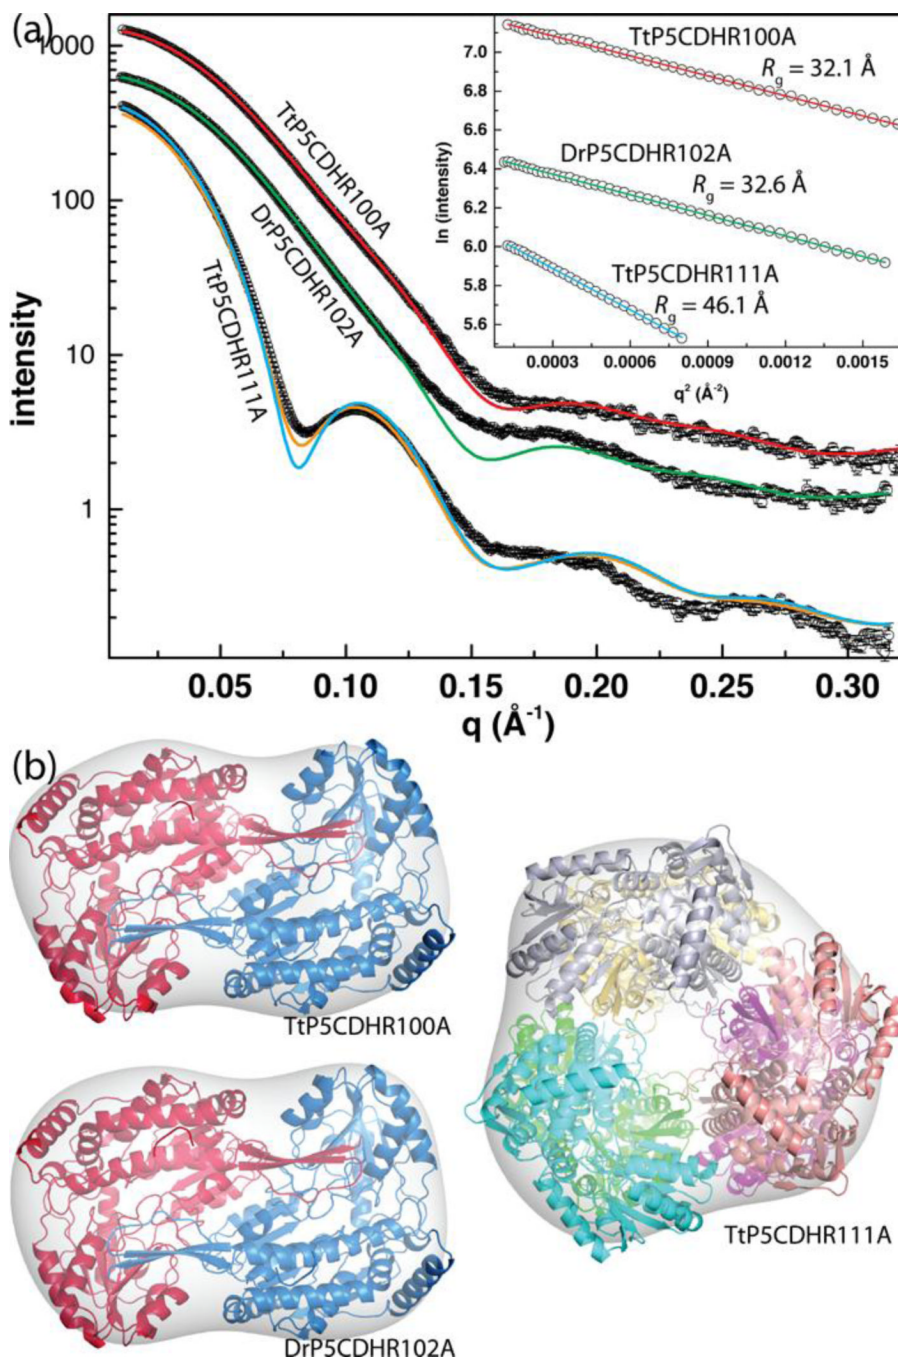 (a)
1000
100
10
1
intensity
TtP5CDHR100A
DrP5CDHR102A
TtP5CDHR111A
0.05 0.10 0.15 0.20 0.25 0.30
q (Å⁻¹)
7.0
6.8
6.4
6.2
6.0
5.8
5.6
ln (intensity)
TtP5CDHR100A
Rg = 32.1 Å
DrP5CDHR102A
Rg = 32.6 Å
TtP5CDHR111A
Rg = 46.1 Å
0.0003 0.0006 0.0009 0.0012 0.0015
q² (Å⁻²)
(b)
TtP5CDHR100A
DrP5CDHR102A
TtP5CDHR111A